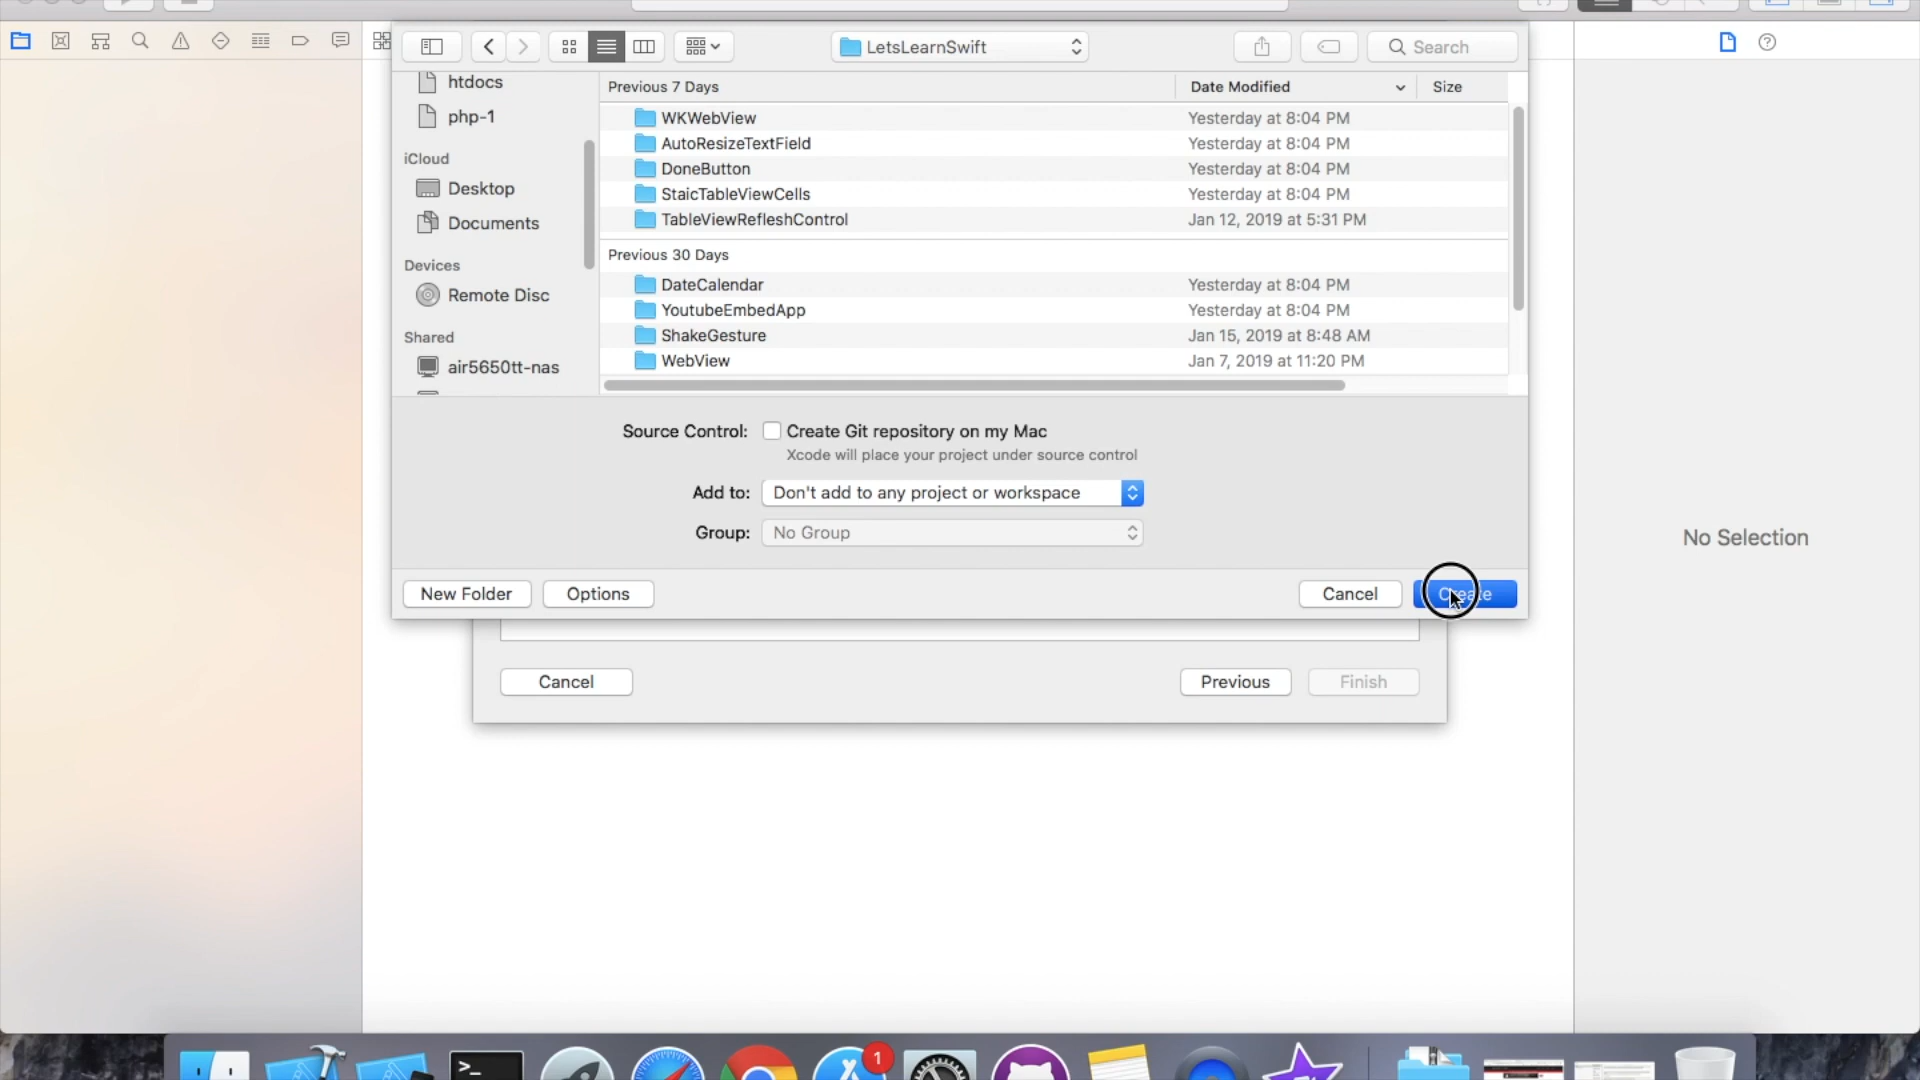 LetsLearnSwift
Search
htdocs
php-1
iCloud
Desktop
Documents
Devices
Remote Disc
Shared
air5650tt-nas
Previous 7 Days Date Modified Size
WKWebView Yesterday at 8:04 PM
AutoResizeTextField Yesterday at 8:04 PM
DoneButton Yesterday at 8:04 PM
StaicTableViewCells Yesterday at 8:04 PM
TableViewRefleshControl Jan 12, 2019 at 5:31 PM
Previous 30 Days
DateCalendar Yesterday at 8:04 PM
YoutubeEmbedApp Yesterday at 8:04 PM
ShakeGesture Jan 15, 2019 at 8:48 AM
WebView Jan 7, 2019 at 11:20 PM
Source Control: Create Git repository on my Mac
Xcode will place your project under source control
Add to: Don't add to any project or workspace
Group: No Group
No Selection
New Folder Options Cancel Create
Cancel Previous Finish
1